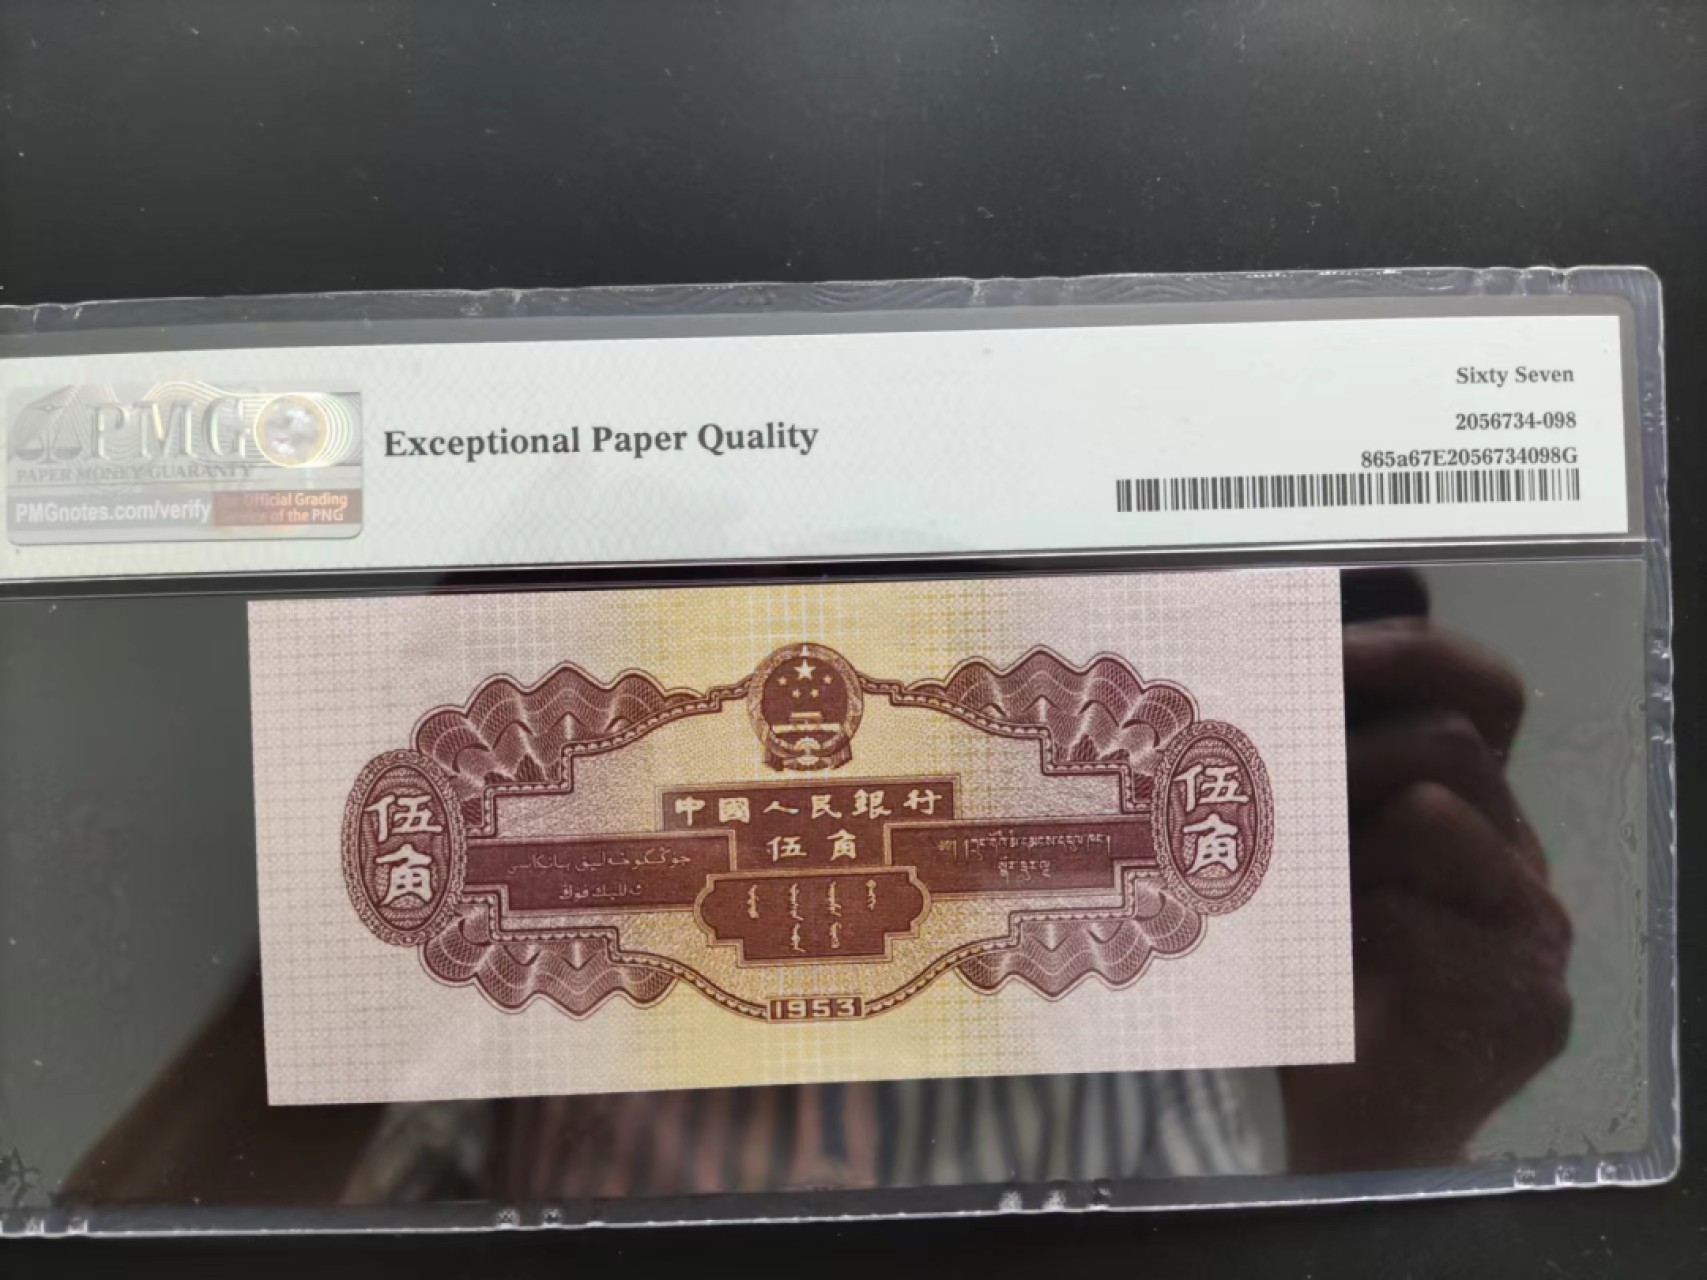 Sixty Seven
2056734-098
865a67E2056734098G
PMG
PAPER MONEY GUARANTY
PMGnotes.com/verify
the Official Grading
Service of the PNG
Exceptional Paper Quality
中國人民銀行
伍角
伍角
伍角
1953